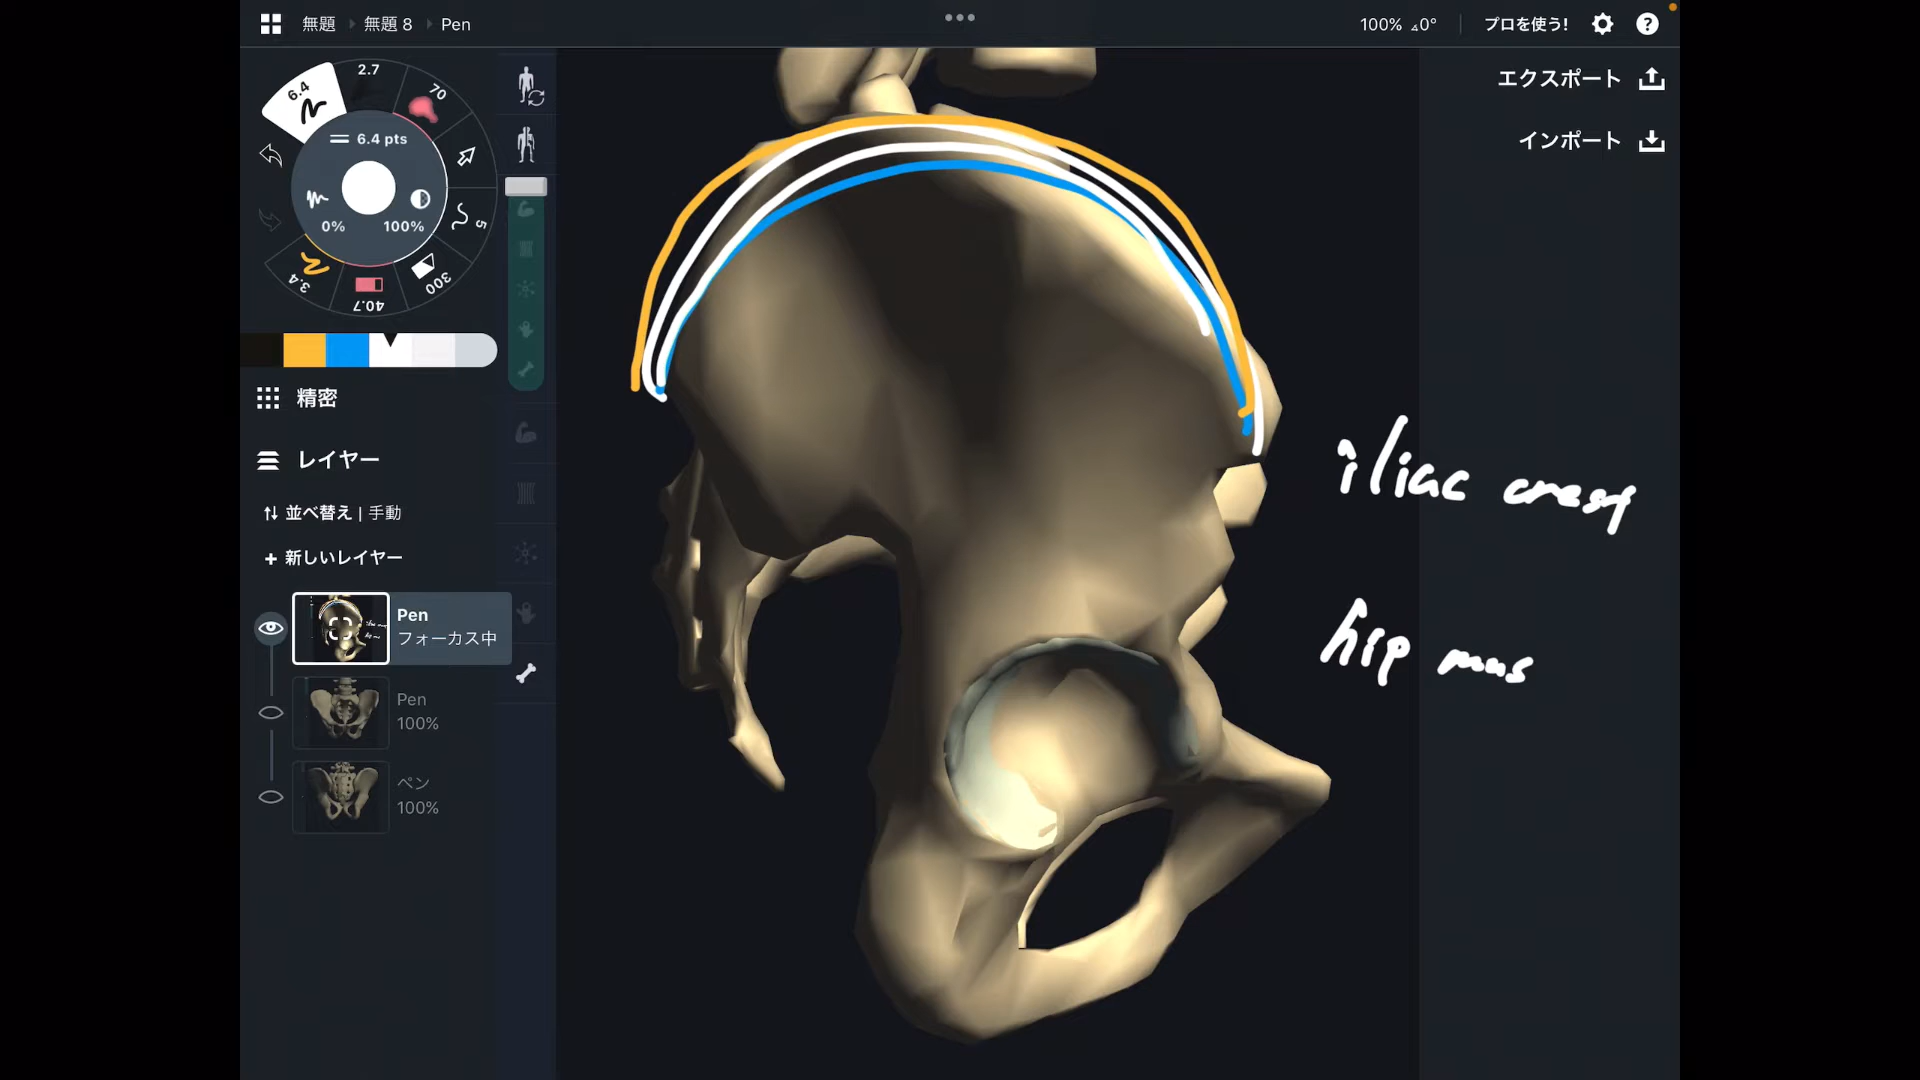 無題 無題 8 Pen
100% ⊿0° プロを使う!
エクスポート
インポート
2.7
6.4
70
6.4 pts
0% 100%
5
3.4
40.7
300
精密
レイヤー
並べ替え | 手動
+ 新しいレイヤー
Pen
フォーカス中
Pen
100%
ペン
100%
iliac crest
hip mus